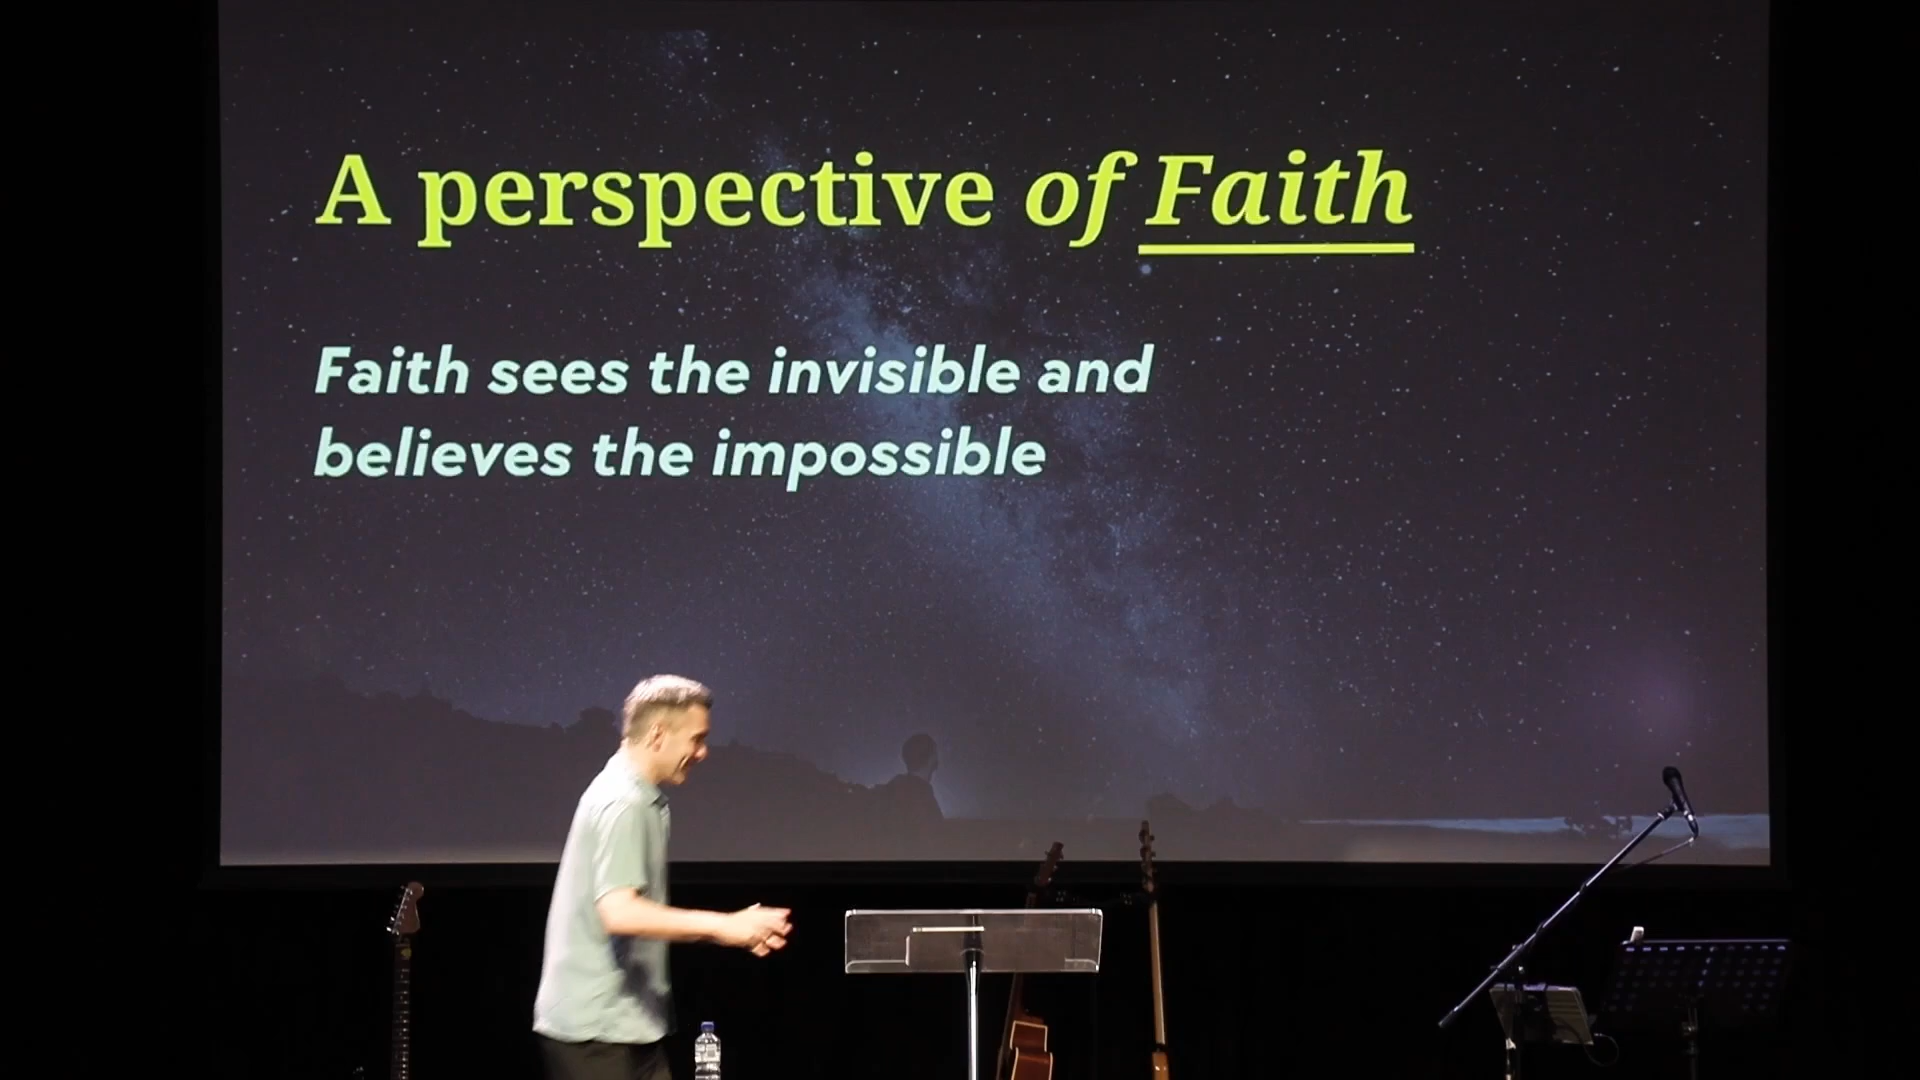 A perspective of Faith
Faith sees the invisible and
believes the impossible